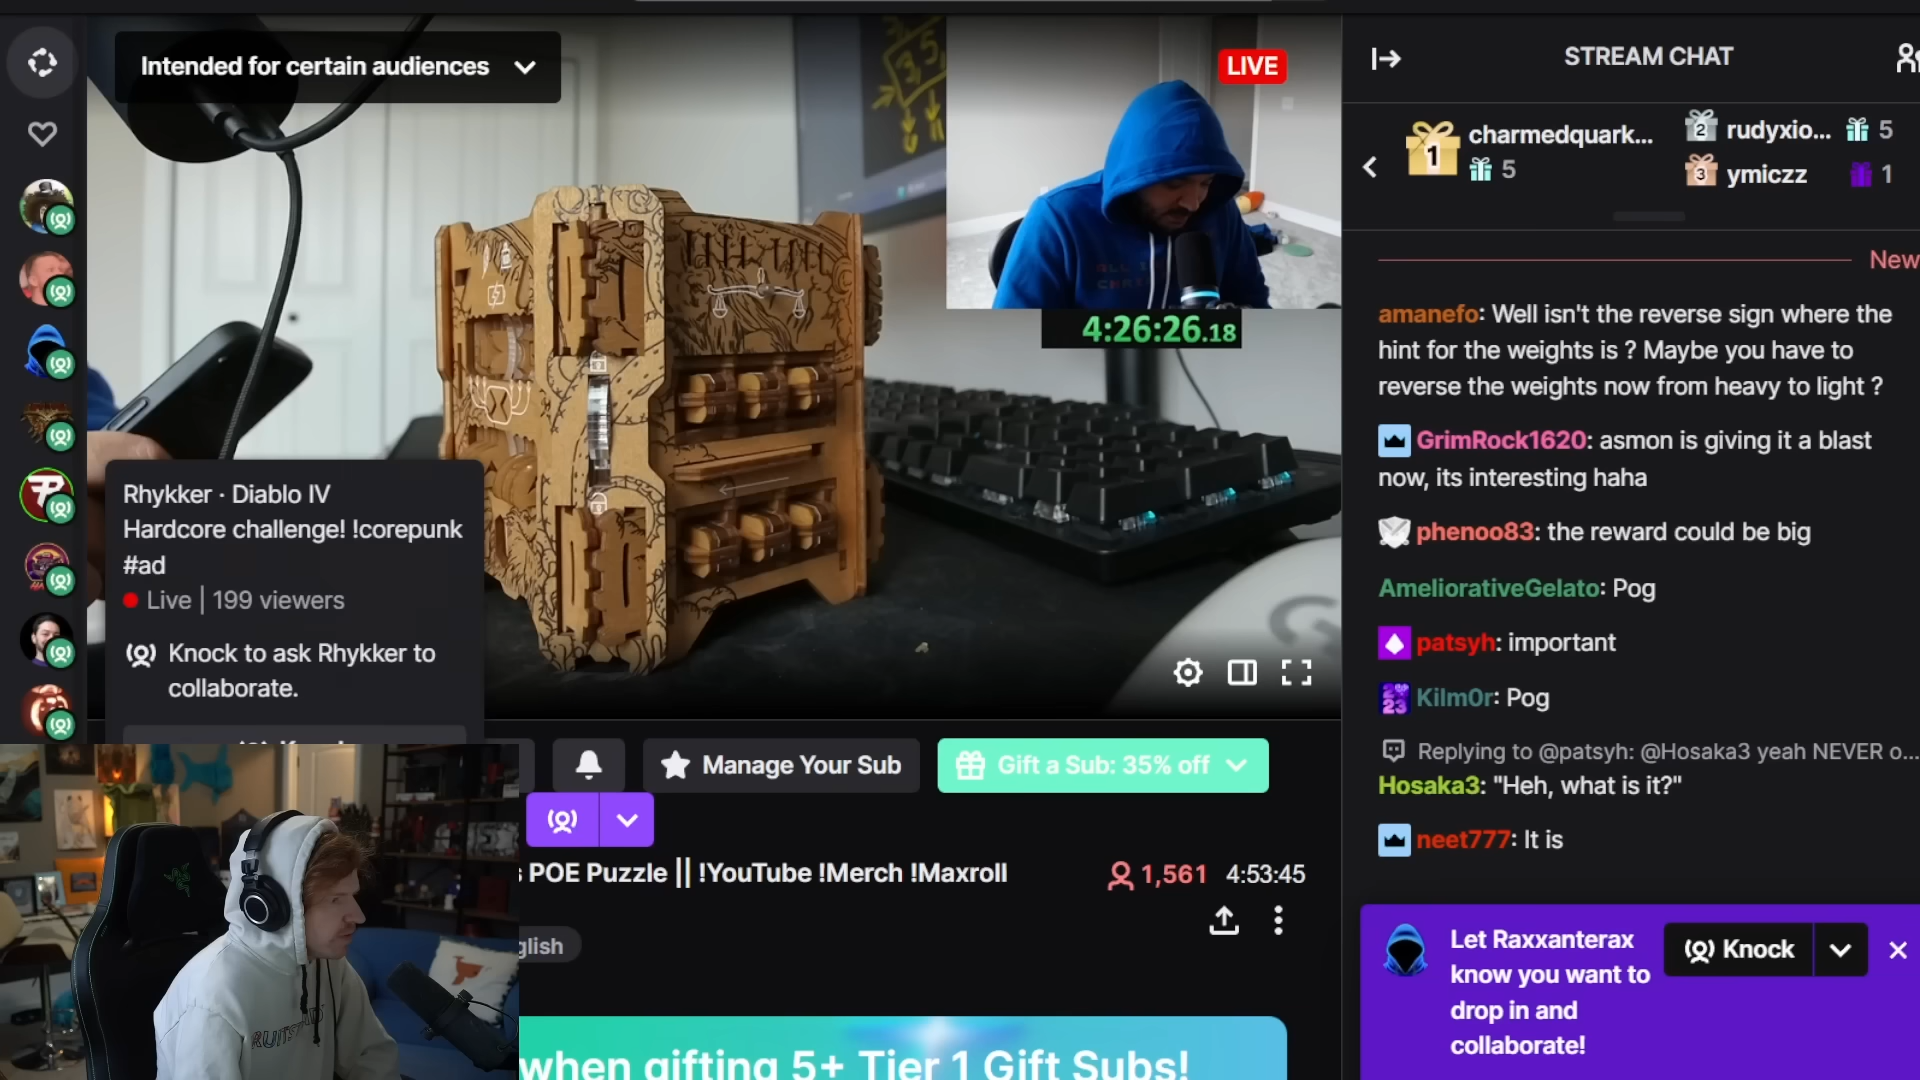 Intended for certain audiences
LIVE
4:26:26.18
Rhykker · Diablo IV
Hardcore challenge! !corepunk
#ad
Live | 199 viewers
Knock to ask Rhykker to
collaborate.
Manage Your Sub
Gift a Sub: 35% off
POE Puzzle || !YouTube !Merch !Maxroll
1,561
4:53:45
glish
when gifting 5+ Tier 1 Gift Subs!
STREAM CHAT
1
charmedquark...
5
2
rudyxio...
5
3
ymiczz
1
New
amanefo: Well isn't the reverse sign where the
hint for the weights is ? Maybe you have to
reverse the weights now from heavy to light ?
GrimRock1620: asmon is giving it a blast
now, its interesting haha
phenoo83: the reward could be big
AmeliorativeGelato: Pog
patsyh: important
Kilm0r: Pog
Replying to @patsyh: @Hosaka3 yeah NEVER o...
Hosaka3: "Heh, what is it?"
neet777: It is
Let Raxxanterax
know you want to
drop in and
collaborate!
Knock